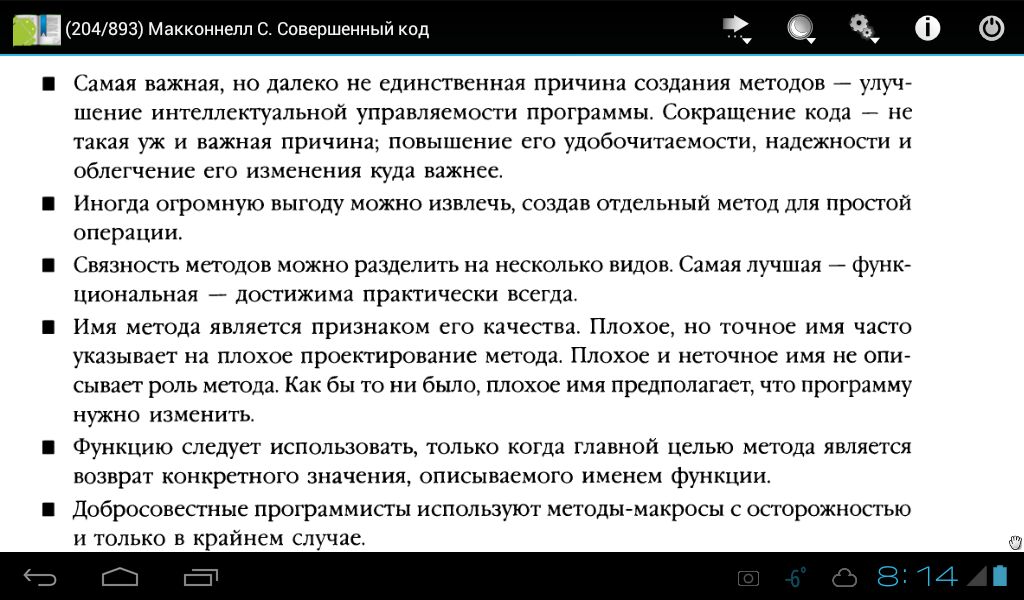 (204/893) Макконнелл С. Совершенный код
Самая важная, но далеко не единственная причина создания методов — улуч-
шение интеллектуальной управляемости программы. Сокращение кода — не
такая уж и важная причина; повышение его удобочитаемости, надежности и
облегчение его изменения куда важнее.
Иногда огромную выгоду можно извлечь, создав отдельный метод для простой
операции.
Связность методов можно разделить на несколько видов. Самая лучшая — функ-
циональная — достижима практически всегда.
Имя метода является признаком его качества. Плохое, но точное имя часто
указывает на плохое проектирование метода. Плохое и неточное имя не опи-
сывает роль метода. Как бы то ни было, плохое имя предполагает, что программу
нужно изменить.
Функцию следует использовать, только когда главной целью метода является
возврат конкретного значения, описываемого именем функции.
Добросовестные программисты используют методы-макросы с осторожностью
и только в крайнем случае.
-6° 8:14